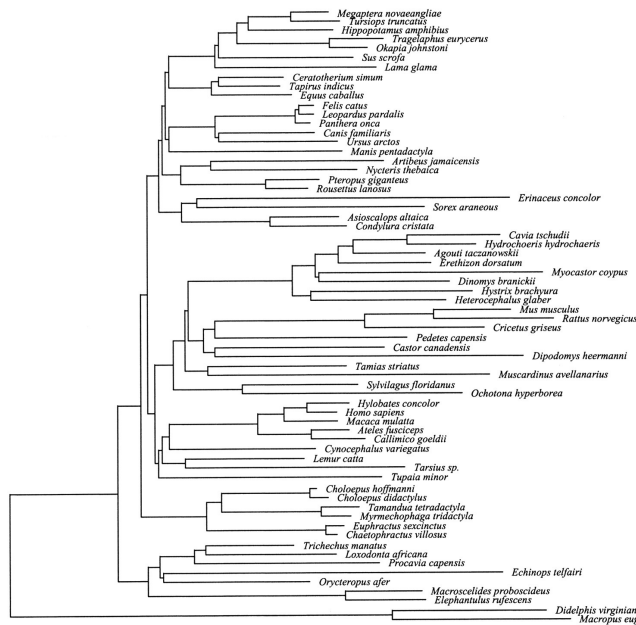 Megaptera novaeangliae
Tursiops truncatus
Hippopotamus amphibius
Tragelaphus eurycerus
Okapia johnstoni
Sus scrofa
Lama glama
Ceratotherium simum
Tapirus indicus
Equus caballus
Felis catus
Leopardus pardalis
Panthera onca
Canis familiaris
Ursus arctos
Manis pentadactyla
Artibeus jamaicensis
Nycteris thebaica
Pteropus giganteus
Rousettus lanosus
Erinaceus concolor
Sorex araneous
Asioscalops altaica
Condylura cristata
Cavia tschudii
Hydrochoeris hydrochaeris
Agouti taczanowskii
Erethizon dorsatum
Myocastor coypus
Dinomys branickii
Hystrix brachyura
Heterocephalus glaber
Mus musculus
Rattus norvegicus
Cricetus griseus
Pedetes capensis
Castor canadensis
Dipodomys heermanni
Tamias striatus
Muscardinus avellanarius
Sylvilagus floridanus
Ochotona hyperborea
Hylobates concolor
Homo sapiens
Macaca mulatta
Ateles fusciceps
Callimico goeldii
Cynocephalus variegatus
Lemur catta
Tarsius sp.
Tupaia minor
Choloepus hoffmanni
Choloepus didactylus
Tamandua tetradactyla
Myrmechophaga tridactyla
Euphractus sexcinctus
Chaetophractus villosus
Trichechus manatus
Loxodonta africana
Procavia capensis
Echinops telfairi
Orycteropus afer
Macroscelides proboscideus
Elephantulus rufescens
Didelphis virginian
Macropus eug